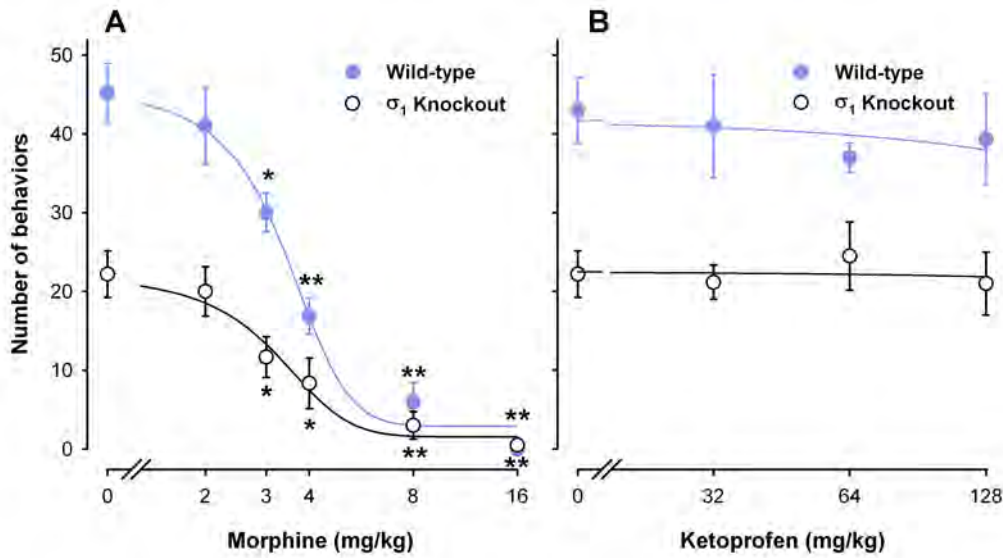 A
B
50
40
30
20
10
0
Number of behaviors
Wild-type
σ1 Knockout
*
**
**
**
*
*
**
**
0 2 3 4 8 16
Morphine (mg/kg)
Wild-type
σ1 Knockout
0 32 64 128
Ketoprofen (mg/kg)